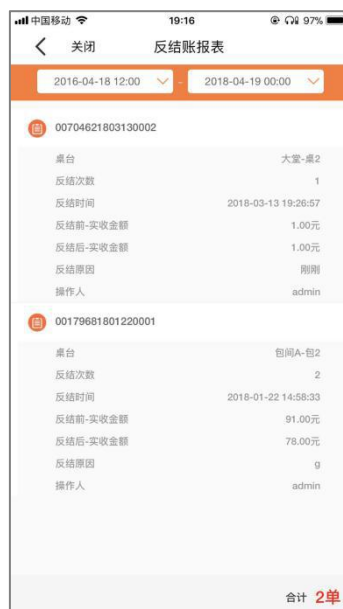 中国移动 19:16 97%
关闭 反结账报表
2016-04-18 12:00 - 2018-04-19 00:00
00704621803130002
桌台 大堂-桌2
反结次数 1
反结时间 2018-03-13 19:26:57
反结前-实收金额 1.00元
反结后-实收金额 1.00元
反结原因 刚刚
操作人 admin
00179681801220001
桌台 包间A-包2
反结次数 2
反结时间 2018-01-22 14:58:33
反结前-实收金额 91.00元
反结后-实收金额 78.00元
反结原因 g
操作人 admin
合计 2单